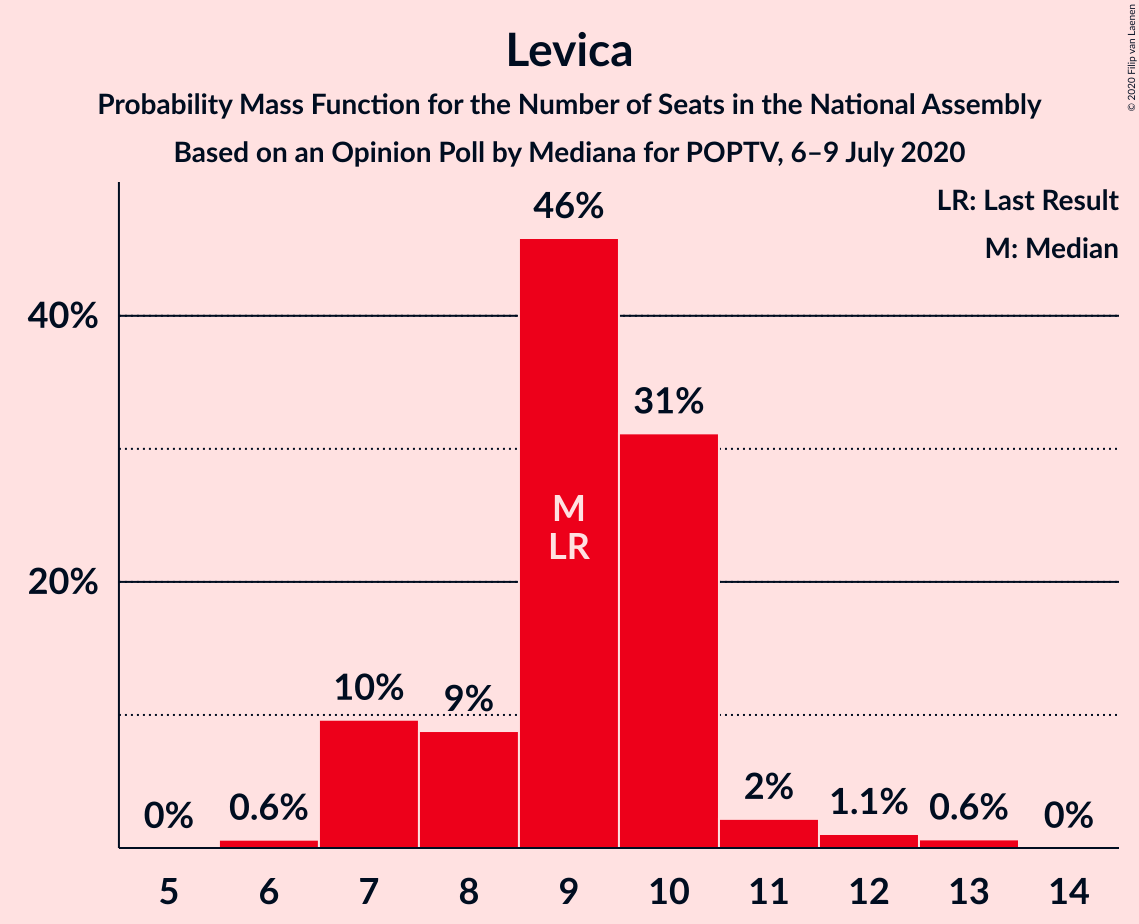 Levica
Probability Mass Function for the Number of Seats in the National Assembly
Based on an Opinion Poll by Mediana for POPTV, 6–9 July 2020
© 2020 Filip van Laenen
LR: Last Result
M: Median
40%
20%
0%
0.6%
10%
9%
46%
31%
2%
1.1%
0.6%
0%
M
LR
5
6
7
8
9
10
11
12
13
14